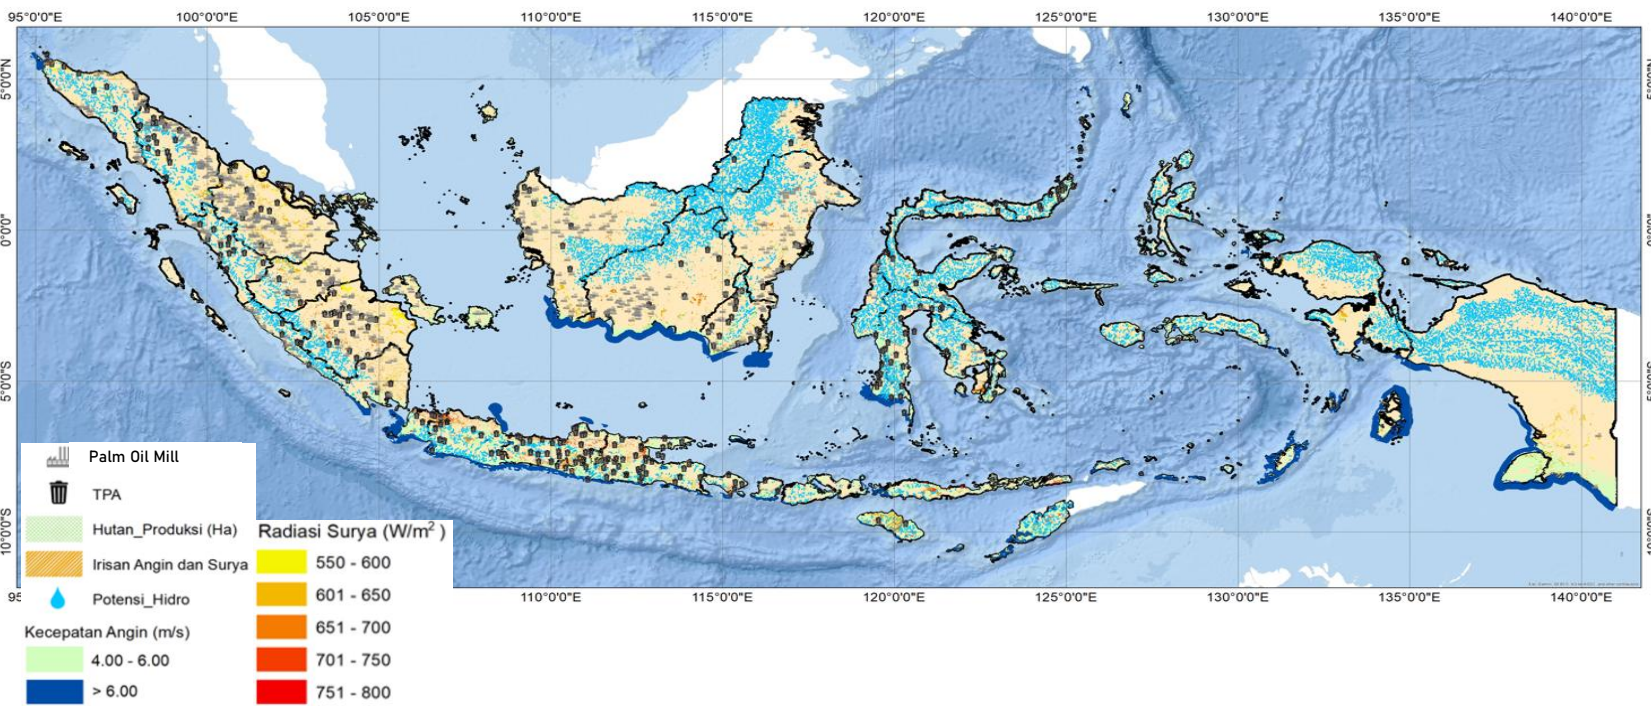 95°0'0"E 100°0'0"E 105°0'0"E 110°0'0"E 115°0'0"E 120°0'0"E 125°0'0"E 130°0'0"E 135°0'0"E 140°0'0"E
5°0'0"N
0°0'0"
5°0'0"S
10°0'0"S
Palm Oil Mill
TPA
Hutan_Produksi (Ha)
Irisan Angin dan Surya
Potensi_Hidro
Kecepatan Angin (m/s)
4.00 - 6.00
> 6.00
Radiasi Surya (W/m²)
550 - 600
601 - 650
651 - 700
701 - 750
751 - 800
95
110°0'0"E 115°0'0"E 120°0'0"E 125°0'0"E 130°0'0"E 135°0'0"E 140°0'0"E